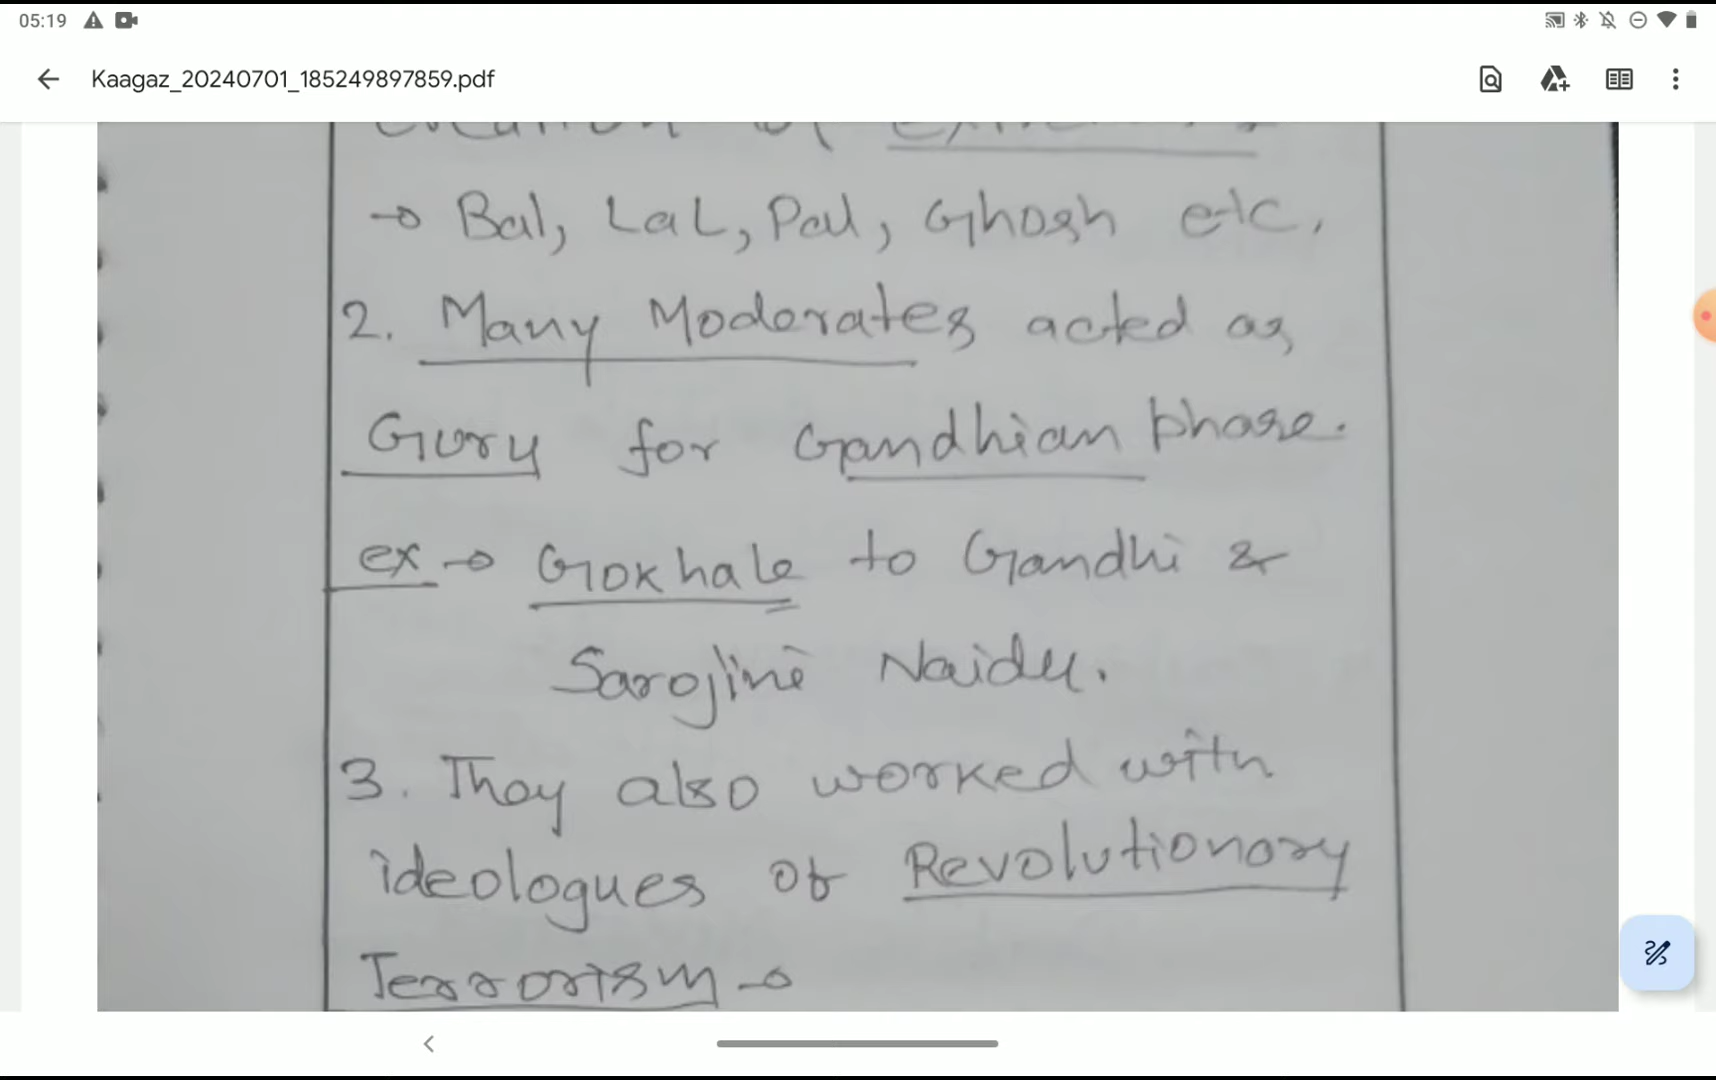 05:19
Kaagaz_20240701_185249897859.pdf
of
→ Bal, LaL, Pal, Ghosh etc.
2. Many Moderates acted as
Guru for Gandhian phase.
ex → Gokhale to Gandhi &
Sarojini Naidu.
3. They also worked with
ideologues of Revolutionary
Terrorism →